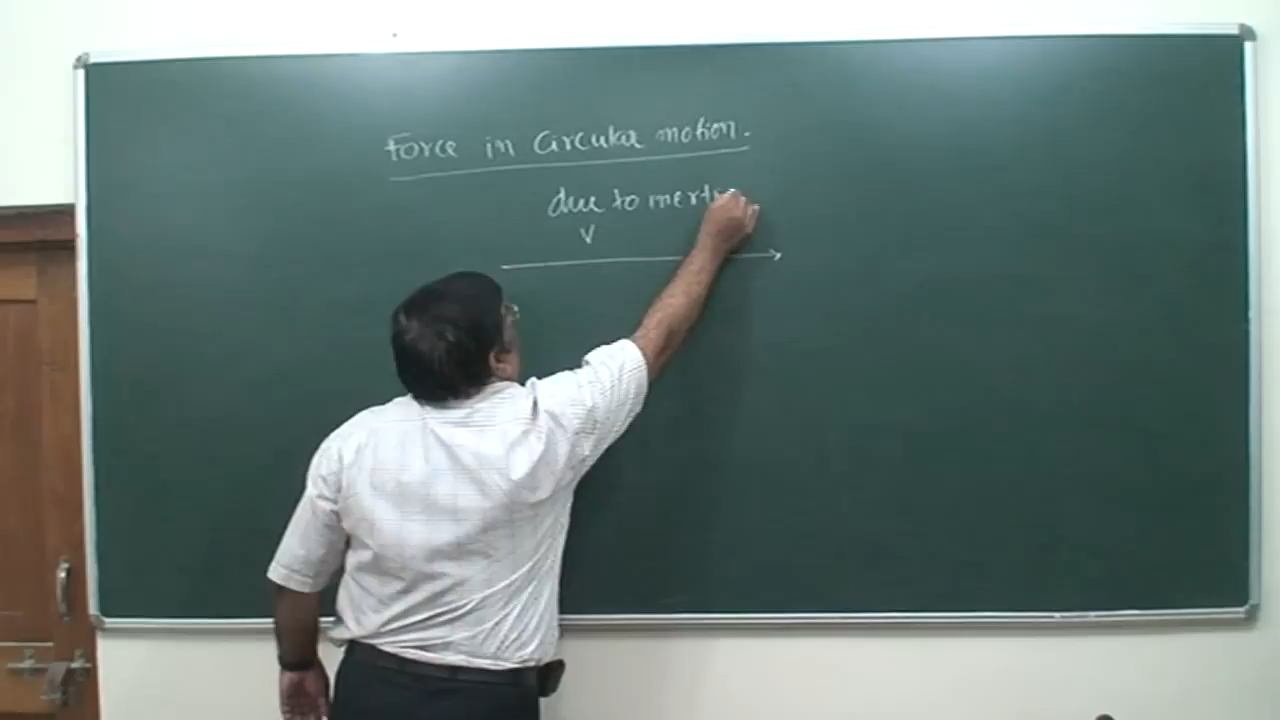 Force in Circular motion.
due to inertia
V